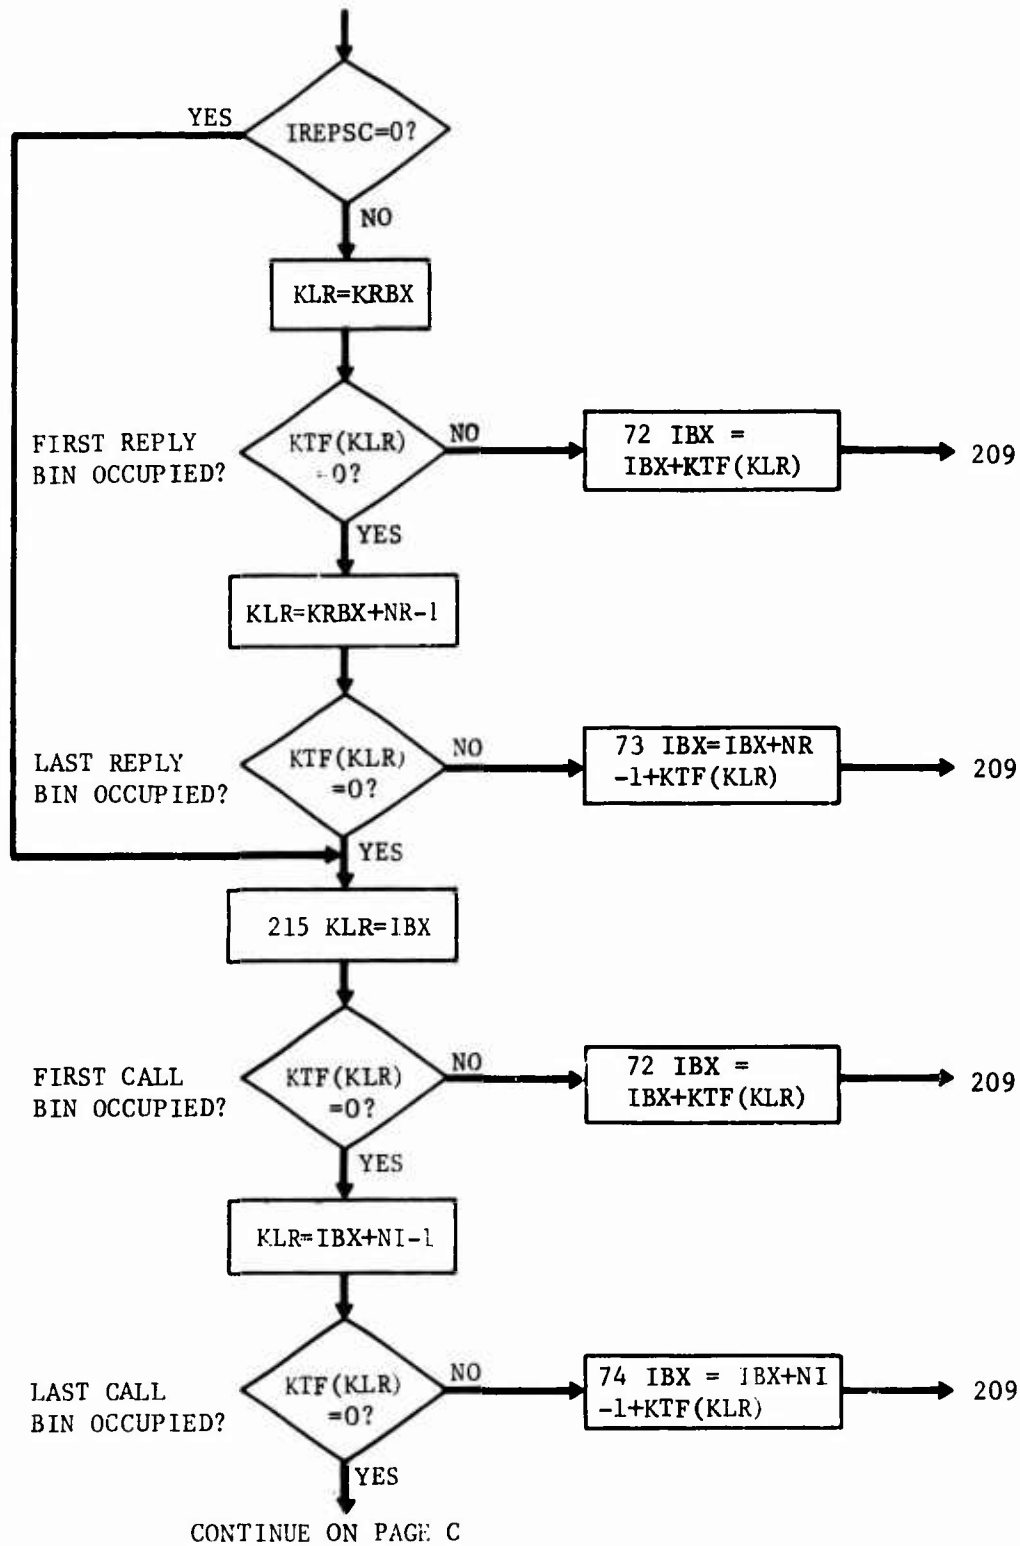 YES
IREPSC=0?
NO
KLR=KRBX
FIRST REPLY
BIN OCCUPIED?
KTF(KLR)
=0?
NO
72 IBX =
IBX+KTF(KLR)
209
YES
KLR=KRBX+NR-1
LAST REPLY
BIN OCCUPIED?
KTF(KLR)
=0?
NO
73 IBX=IBX+NR
-1+KTF(KLR)
209
YES
215 KLR=IBX
FIRST CALL
BIN OCCUPIED?
KTF(KLR)
=0?
NO
72 IBX =
IBX+KTF(KLR)
209
YES
KLR=IBX+NI-1
LAST CALL
BIN OCCUPIED?
KTF(KLR)
=0?
NO
74 IBX = IBX+NI
-1+KTF(KLR)
209
YES
CONTINUE ON PAGE C